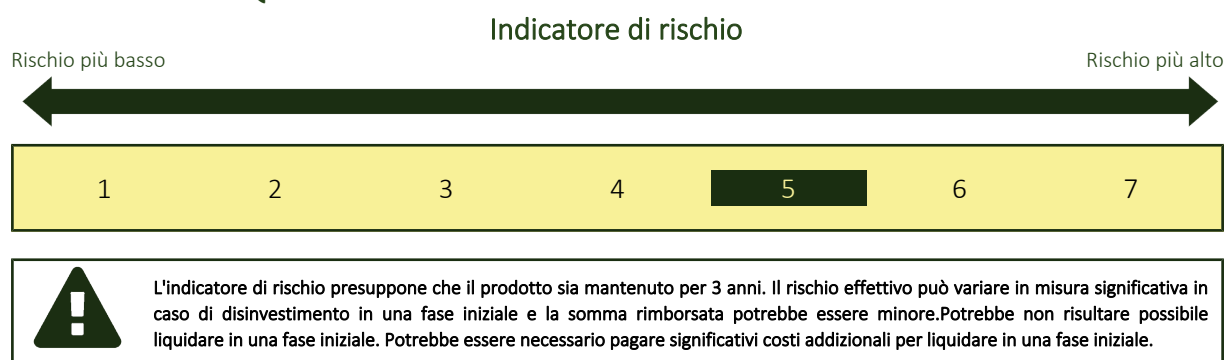 Indicatore di rischio
Rischio più basso
Rischio più alto
1 2 3 4 5 6 7
L'indicatore di rischio presuppone che il prodotto sia mantenuto per 3 anni. Il rischio effettivo può variare in misura significativa in
caso di disinvestimento in una fase iniziale e la somma rimborsata potrebbe essere minore.Potrebbe non risultare possibile
liquidare in una fase iniziale. Potrebbe essere necessario pagare significativi costi addizionali per liquidare in una fase iniziale.